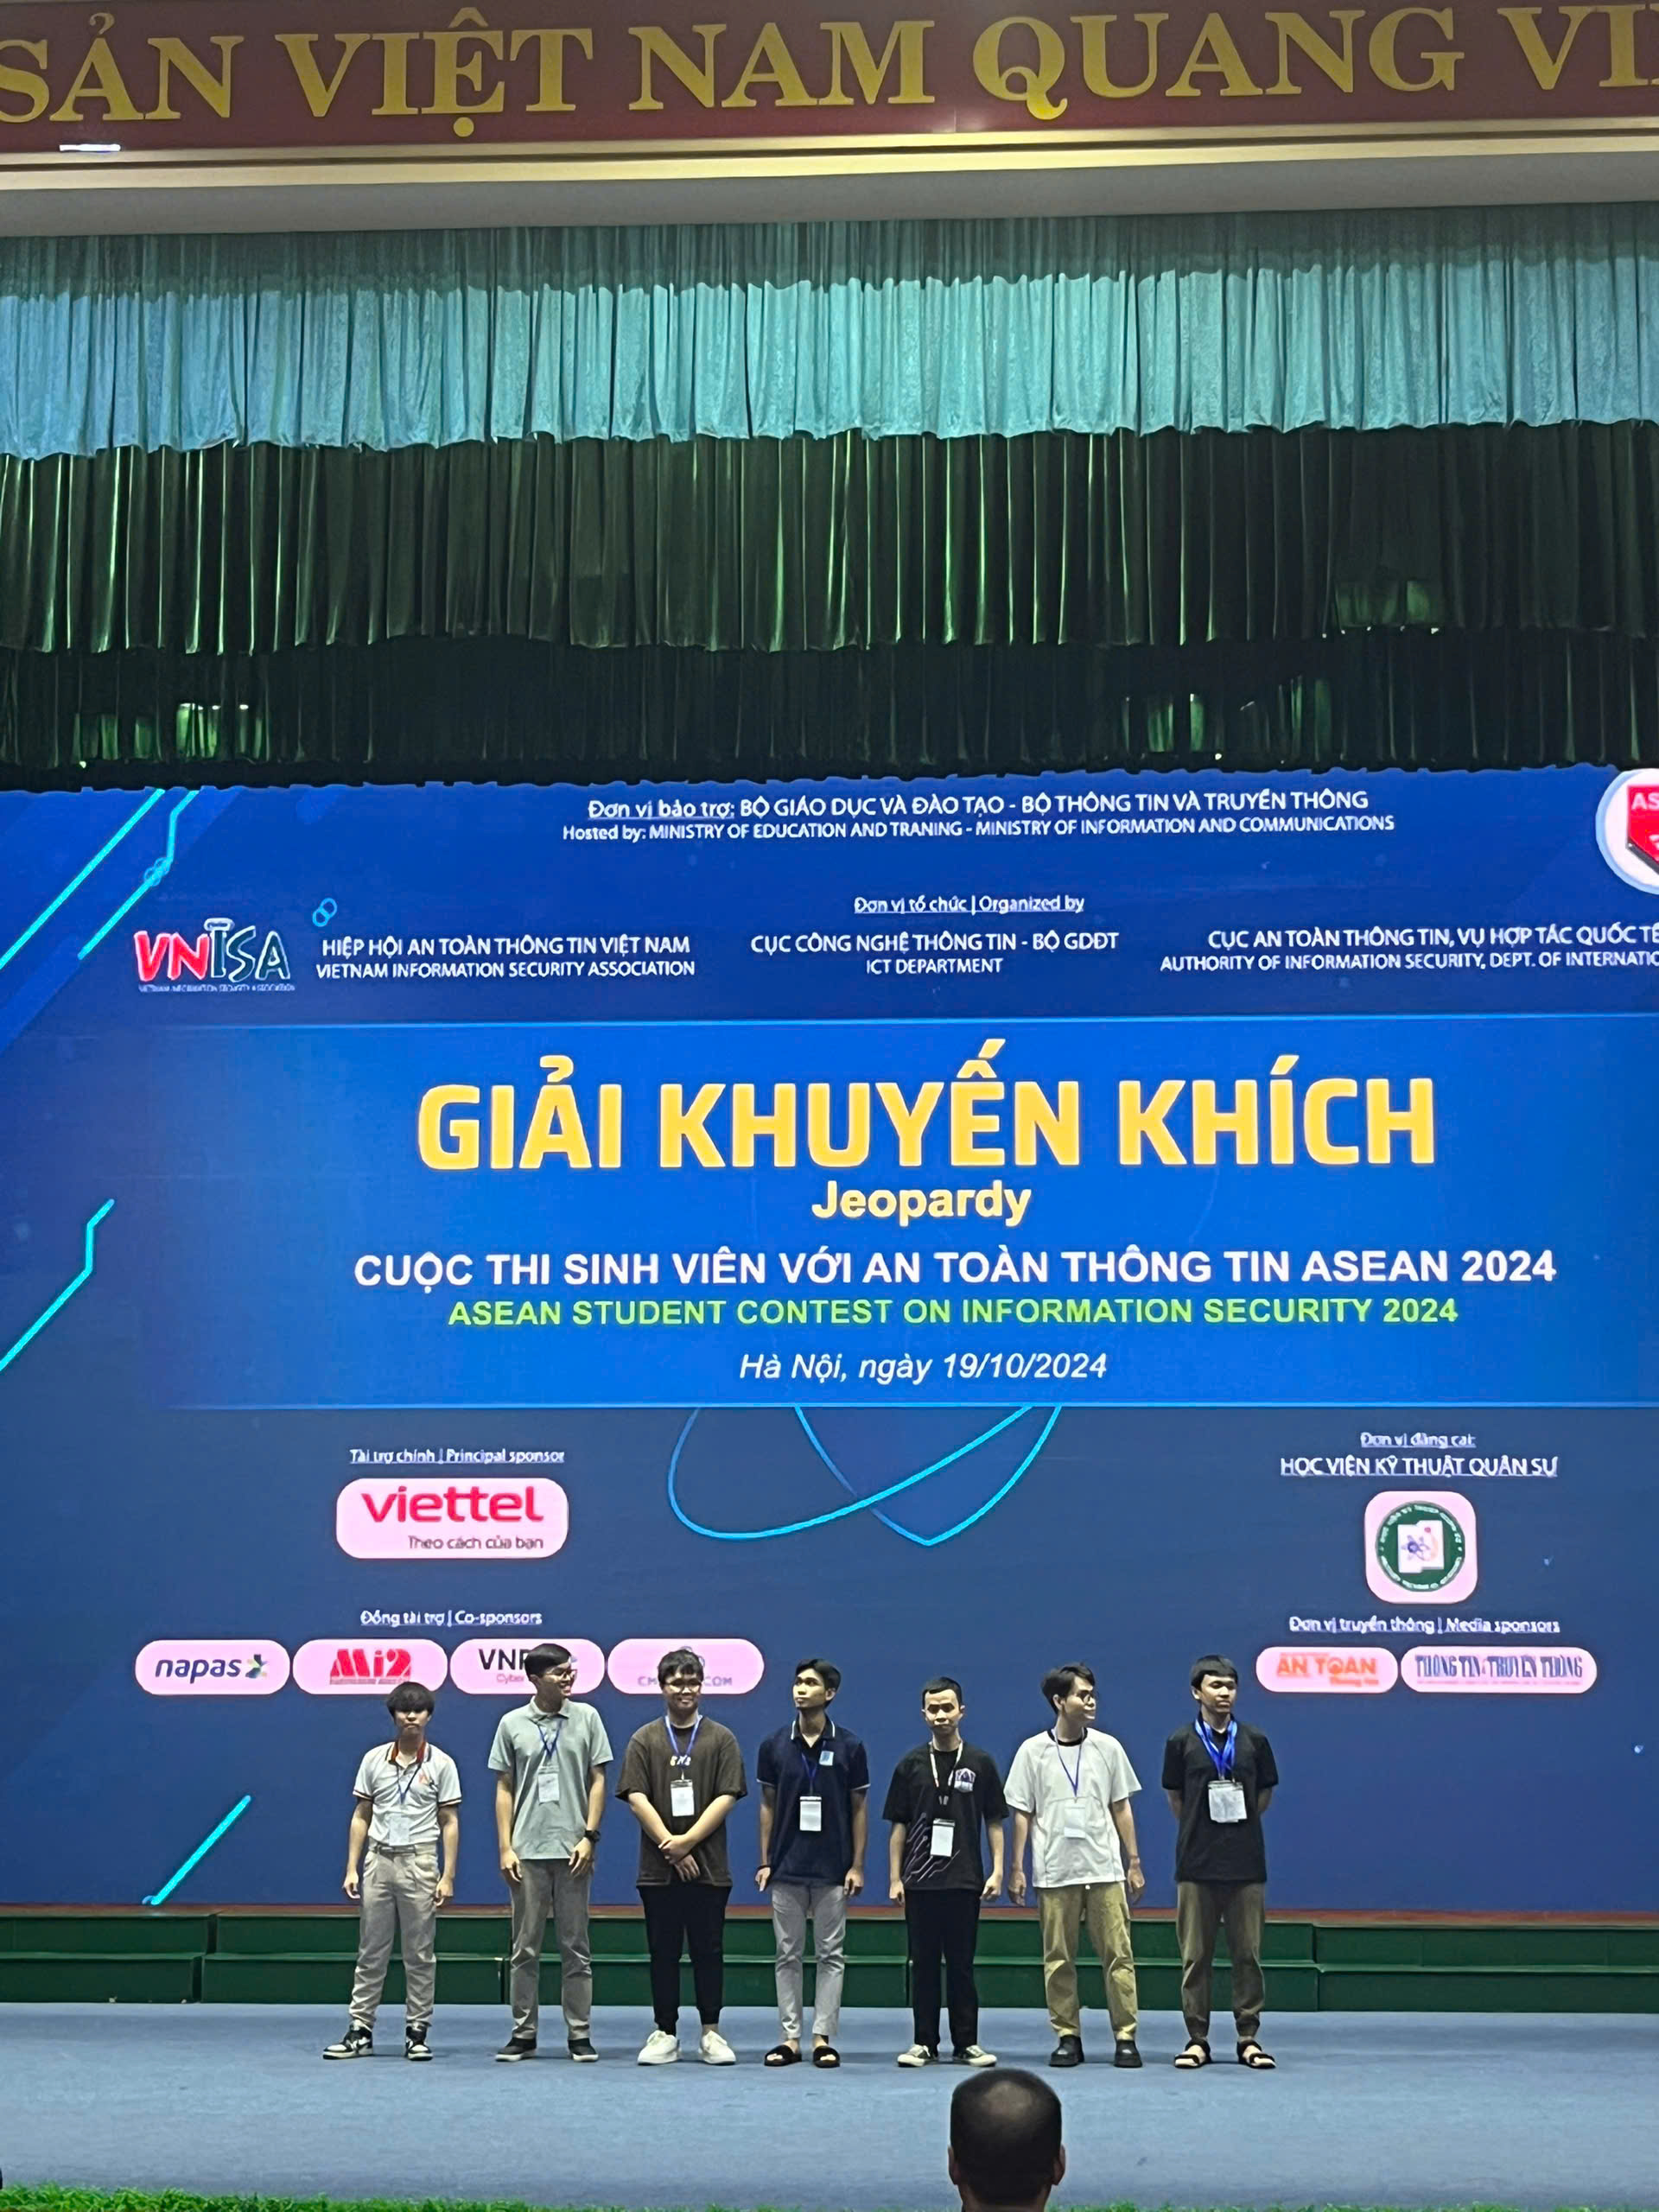 SẢN VIỆT NAM QUANG
Đơn vị bảo trợ: BỘ GIÁO DỤC VÀ ĐÀO TẠO - BỘ THÔNG TIN VÀ TRUYỀN THÔNG
Hosted by: MINISTRY OF EDUCATION AND TRANING - MINISTRY OF INFORMATION AND COMMUNICATIONS
Đơn vị tổ chức | Organized by
VNISA
VIETNAM INFORMATION SECURITY ASSOCIATION
HIỆP HỘI AN TOÀN THÔNG TIN VIỆT NAM
VIETNAM INFORMATION SECURITY ASSOCIATION
CỤC CÔNG NGHỆ THÔNG TIN - BỘ GDĐT
ICT DEPARTMENT
CỤC AN TOÀN THÔNG TIN, VỤ HỢP TÁC QUỐC TẾ
AUTHORITY OF INFORMATION SECURITY, DEPT. OF
GIẢI KHUYẾN KHÍCH
Jeopardy
CUỘC THI SINH VIÊN VỚI AN TOÀN THÔNG TIN ASEAN 2024
ASEAN STUDENT CONTEST ON INFORMATION SECURITY 2024
Hà Nội, ngày 19/10/2024
Tài trợ chính | Principal sponsor
viettel
Theo cách của bạn
Đồng tài trợ | Co-sponsors
napas
Mi2
Đơn vị đăng cai:
HỌC VIỆN KỸ THUẬT QUÂN SỰ
Đơn vị truyền thông | Media sponsors
AN TOÀN
THÔNG TIN & TRUYỀN THÔNG